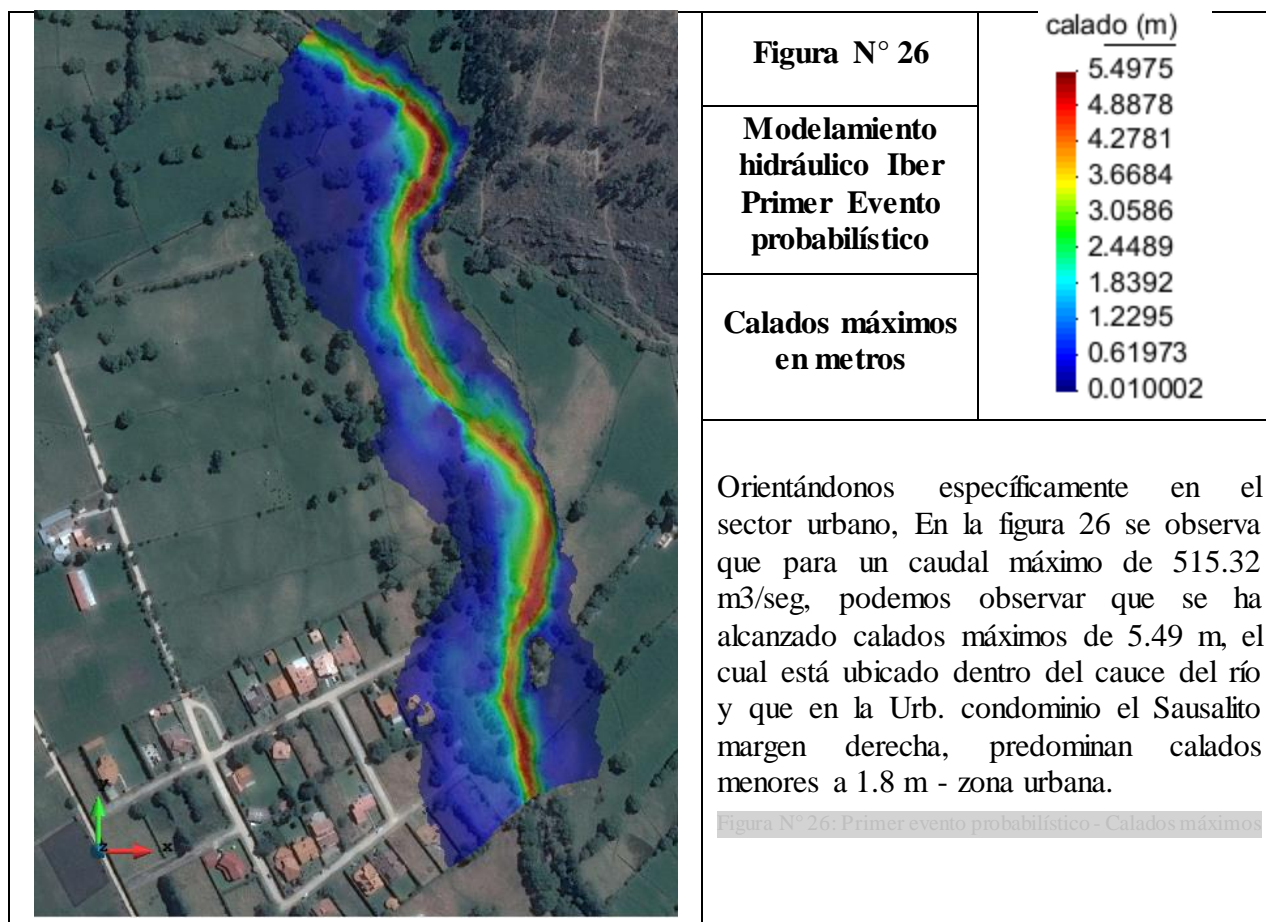 Figura N° 26
Modelamiento
hidráulico Iber
Primer Evento
probabilístico
Calados máximos
en metros
calado (m)
5.4975
4.8878
4.2781
3.6684
3.0586
2.4489
1.8392
1.2295
0.61973
0.010002
Orientándonos específicamente en el
sector urbano, En la figura 26 se observa
que para un caudal máximo de 515.32
m3/seg, podemos observar que se ha
alcanzado calados máximos de 5.49 m, el
cual está ubicado dentro del cauce del río
y que en la Urb. condominio el Sausalito
margen derecha, predominan calados
menores a 1.8 m - zona urbana.
Figura N° 26: Primer evento probabilístico - Calados máximos
y
z
x